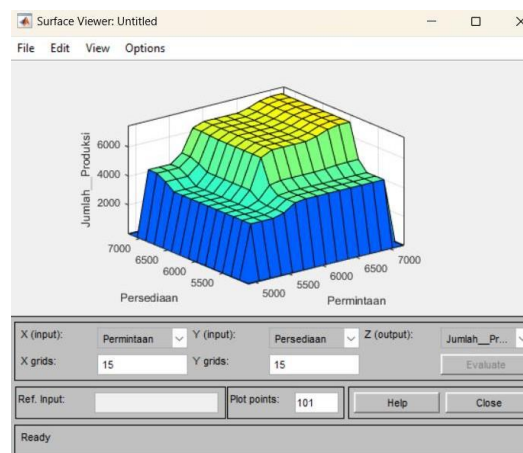 Surface Viewer: Untitled
File Edit View Options
6000
4000
2000
Jumlah__Produksi
7000
6500
6000
5500
Persediaan
5000
5500
6000
6500
7000
Permintaan
X (input): Permintaan Y (input): Persediaan Z (output): Jumlah__Pr...
X grids: 15 Y grids: 15 Evaluate
Ref. Input: Plot points: 101 Help Close
Ready